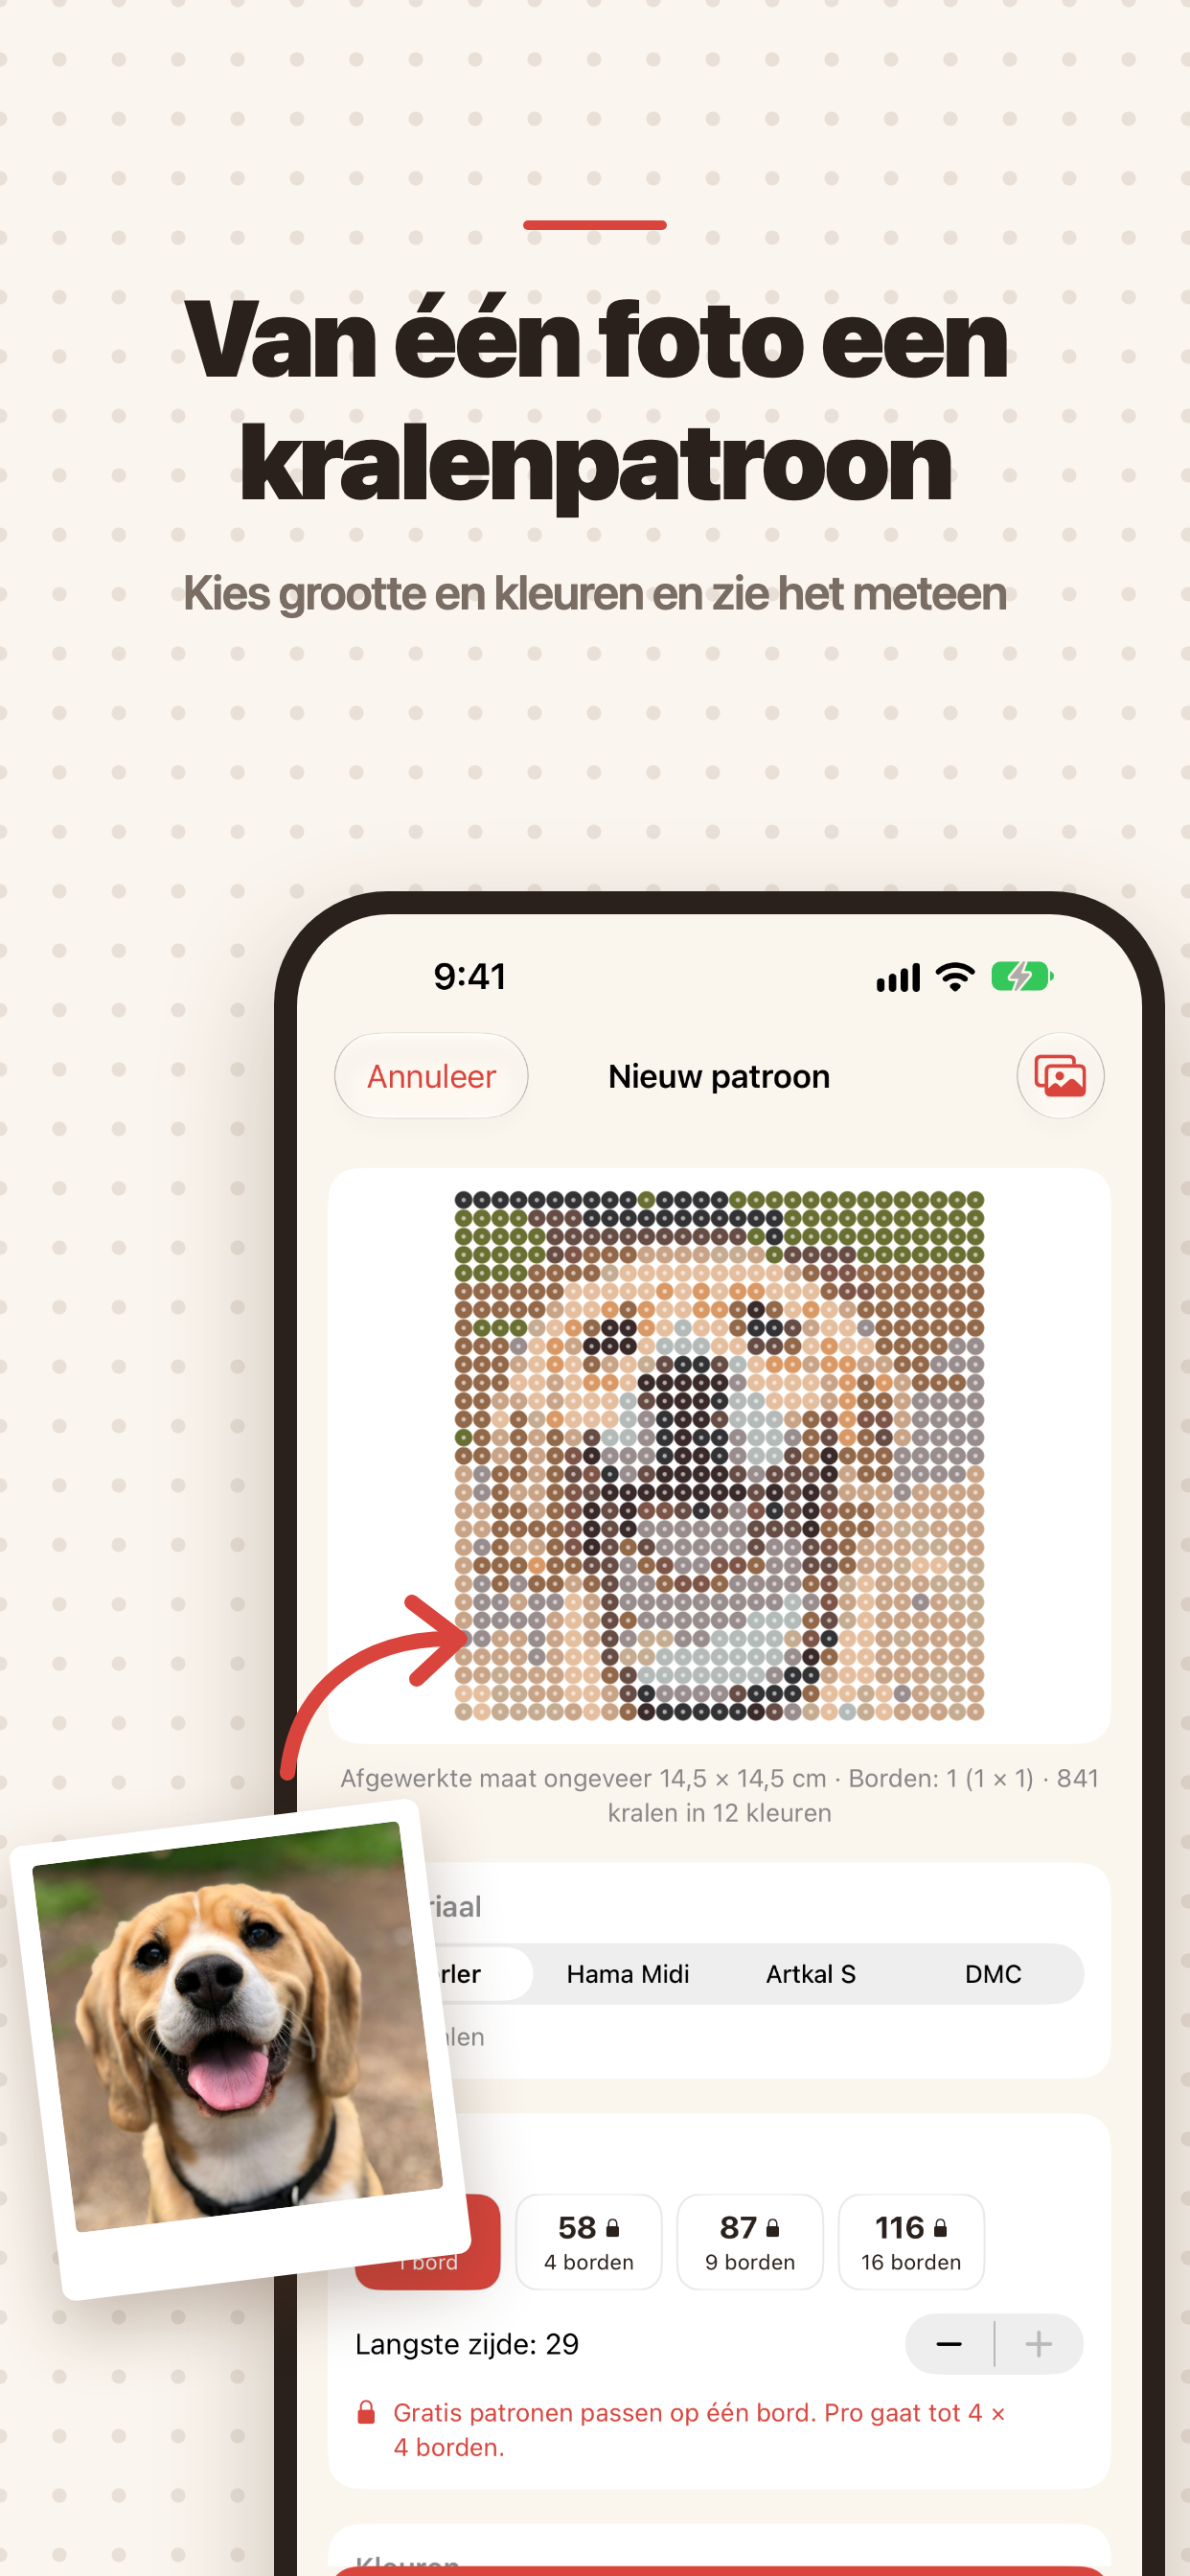 Van één foto een
kralenpatroon
Kies grootte en kleuren en zie het meteen
9:41
Annuleer
Nieuw patroon
Afgewerkte maat ongeveer 14,5 × 14,5 cm · Borden: 1 (1 × 1) · 841
kralen in 12 kleuren
Hama Midi
Artkal S
DMC
58
4 borden
87
9 borden
116
16 borden
bord
Langste zijde: 29
Gratis patronen passen op één bord. Pro gaat tot 4 ×
4 borden.